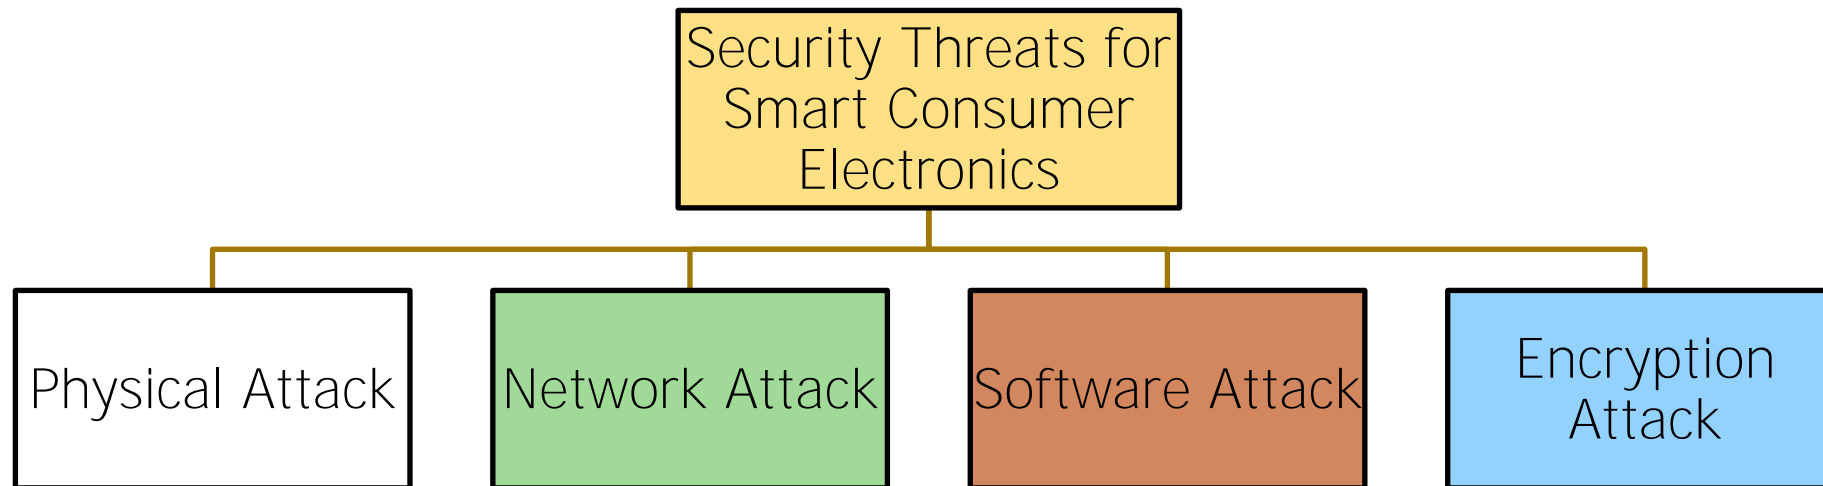 Security Threats for
Smart Consumer
Electronics
Physical Attack
Network Attack
Software Attack
Encryption
Attack